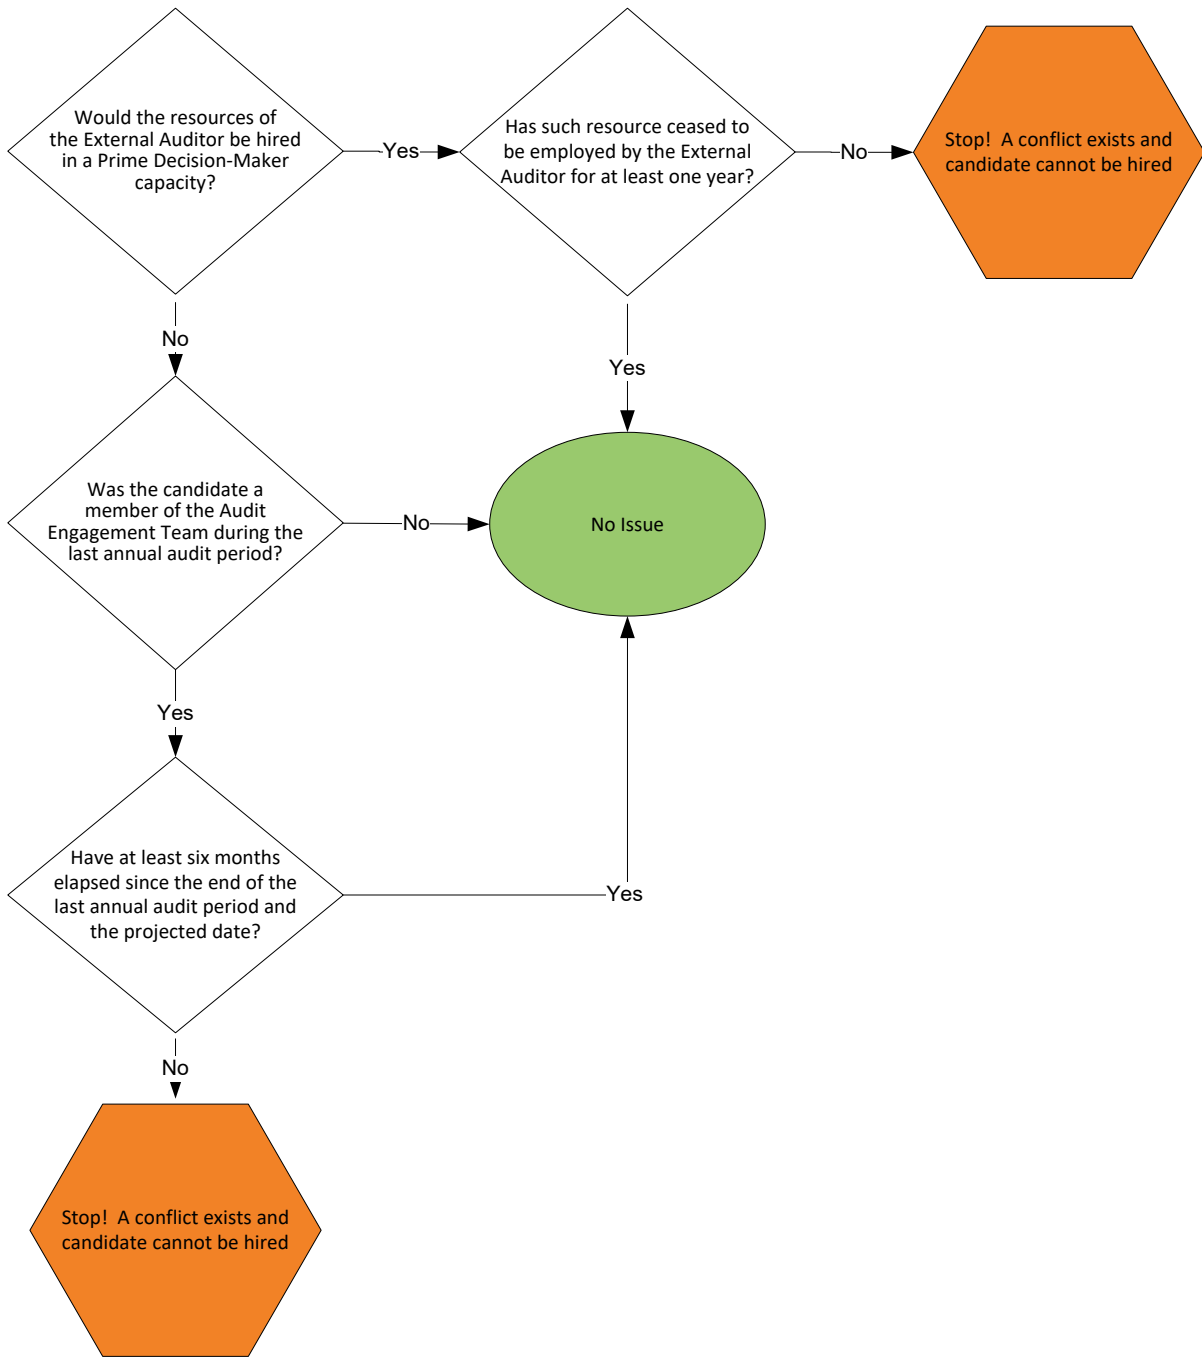 Would the resources of
the External Auditor be hired
in a Prime Decision-Maker
capacity?
Yes
Has such resource ceased to
be employed by the External
Auditor for at least one year?
No
Stop!  A conflict exists and
candidate cannot be hired
No
Yes
Was the candidate a
member of the Audit
Engagement Team during the
last annual audit period?
No
No Issue
Yes
Have at least six months
elapsed since the end of the
last annual audit period and
the projected date?
Yes
No
Stop!  A conflict exists and
candidate cannot be hired